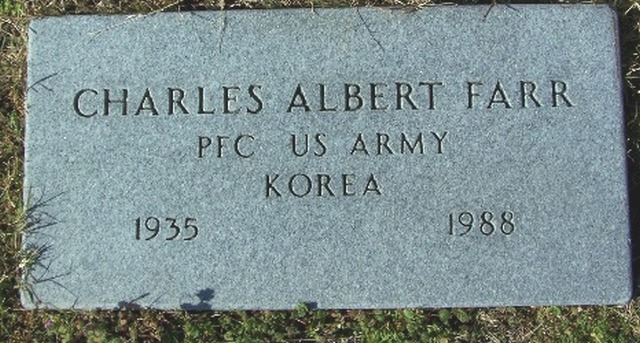 CHARLES ALBERT FARR
PFC US ARMY
KOREA
1935 1988